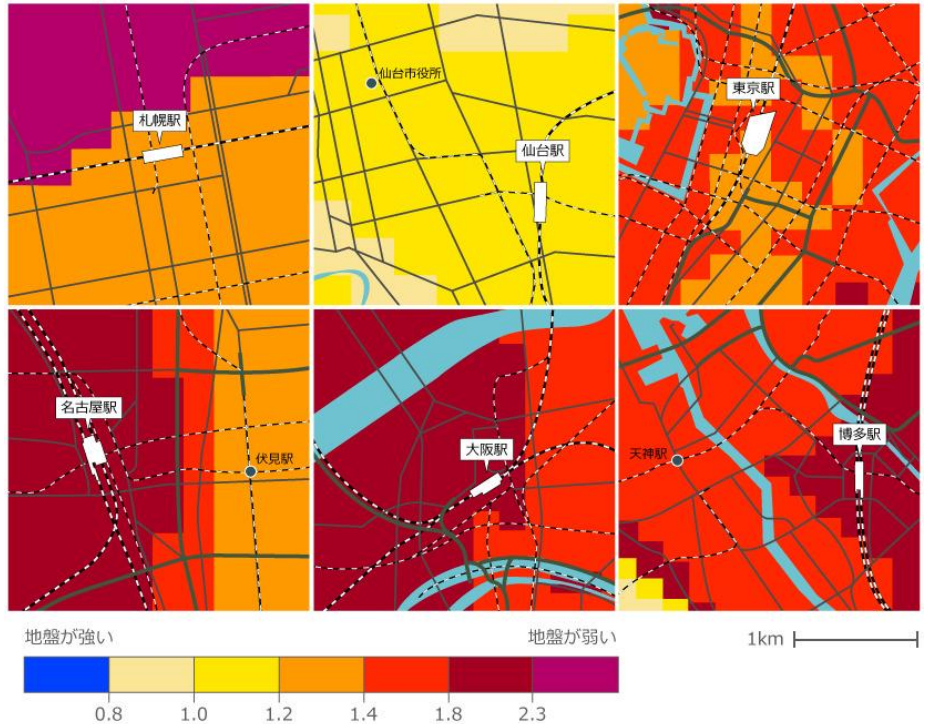 札幌駅
仙台市役所
仙台駅
東京駅
名古屋駅
伏見駅
大阪駅
天神駅
博多駅
地盤が強い
地盤が弱い
1km
0.8 1.0 1.2 1.4 1.8 2.3